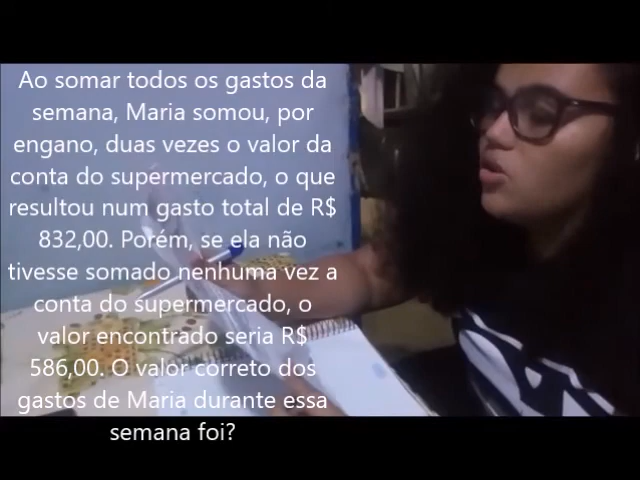 Ao somar todos os gastos da
semana, Maria somou, por
engano, duas vezes o valor da
conta do supermercado, o que
resultou num gasto total de R$
832,00. Porém, se ela não
tivesse somado nenhuma vez a
conta do supermercado, o
valor encontrado seria R$
586,00. O valor correto dos
gastos de Maria durante essa
semana foi?